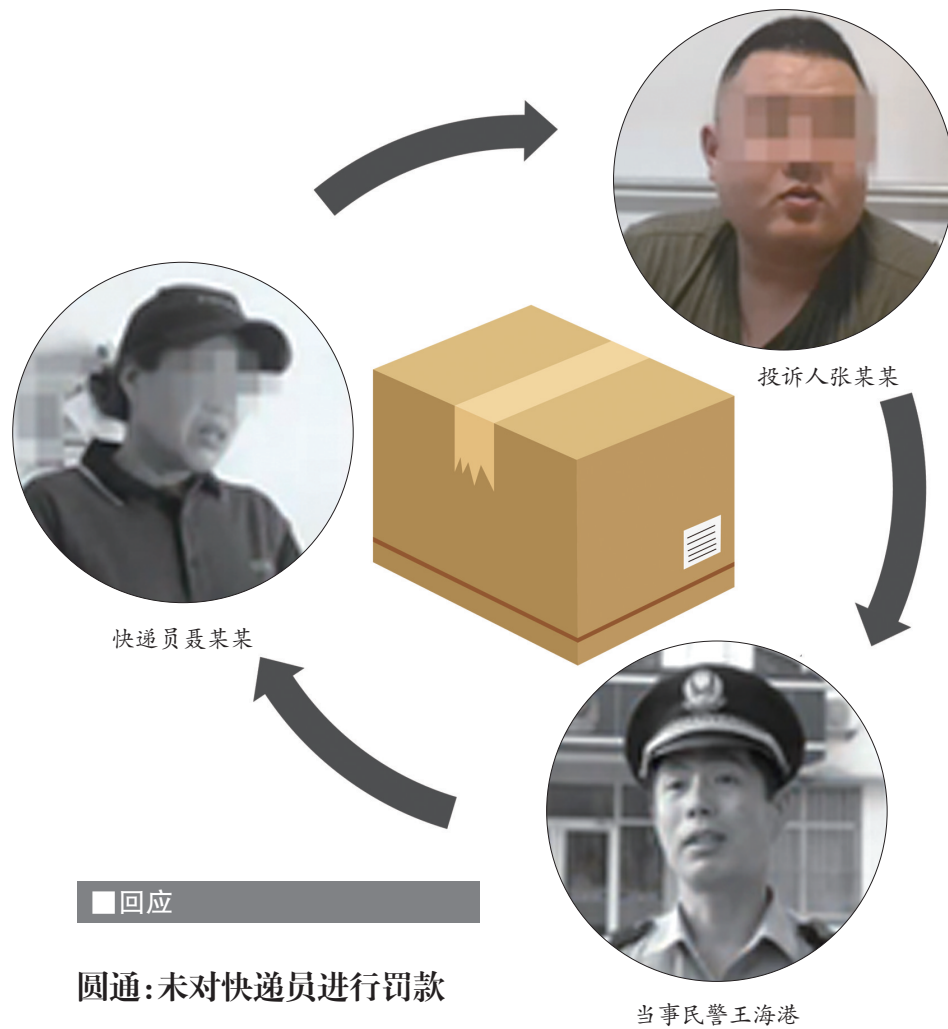 投诉人张某某
快递员聂某某
■回应
圆通:未对快递员进行罚款
当事民警王海港